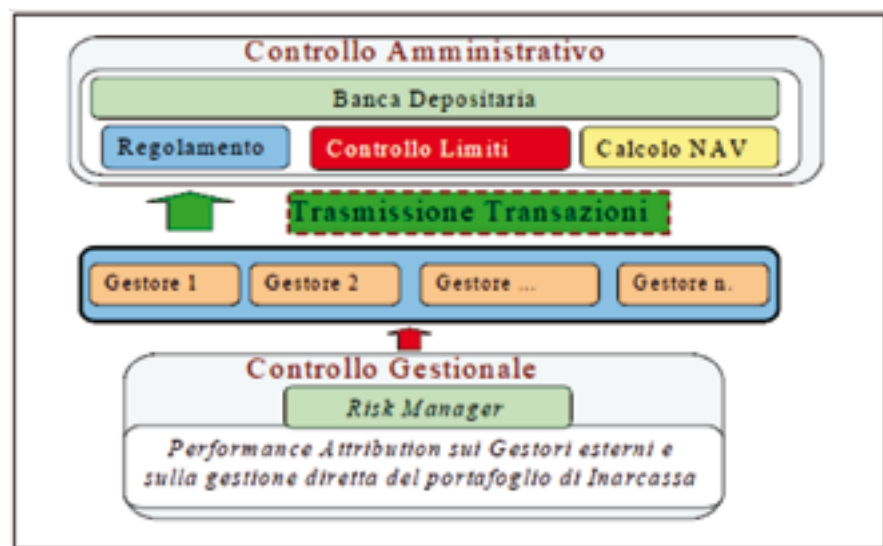 Controllo Amministrativo
Banca Depositaria
Regolamento
Controllo Limiti
Calcolo NAV
Trasmissione Transazioni
Gestore 1
Gestore 2
Gestore ...
Gestore n.
Controllo Gestionale
Risk Manager
Performance Attribution sui Gestori esterni e
sulla gestione diretta del portafoglio di Inarcassa